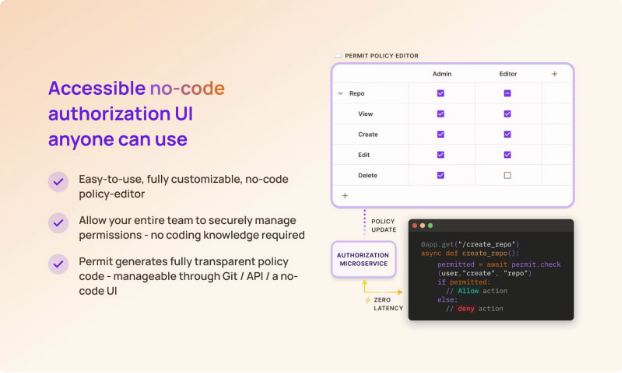 Accessible no-code
authorization UI
anyone can use
Easy-to-use, fully customizable, no-code
policy-editor
Allow your entire team to securely manage
permissions - no coding knowledge required
Permit generates fully transparent policy
code - manageable through Git / API / a no-
code UI
PERMIT POLICY EDITOR
Admin Editor +
Repo
View
Create
Edit
Delete
+
POLICY
UPDATE
AUTHORIZATION
MICROSERVICE
ZERO
LATENCY
@app.get("/create_repo")
async def create_repo():
permitted = await permit.check
(user,"create", "repo")
if permitted:
// Allow action
else:
// deny action